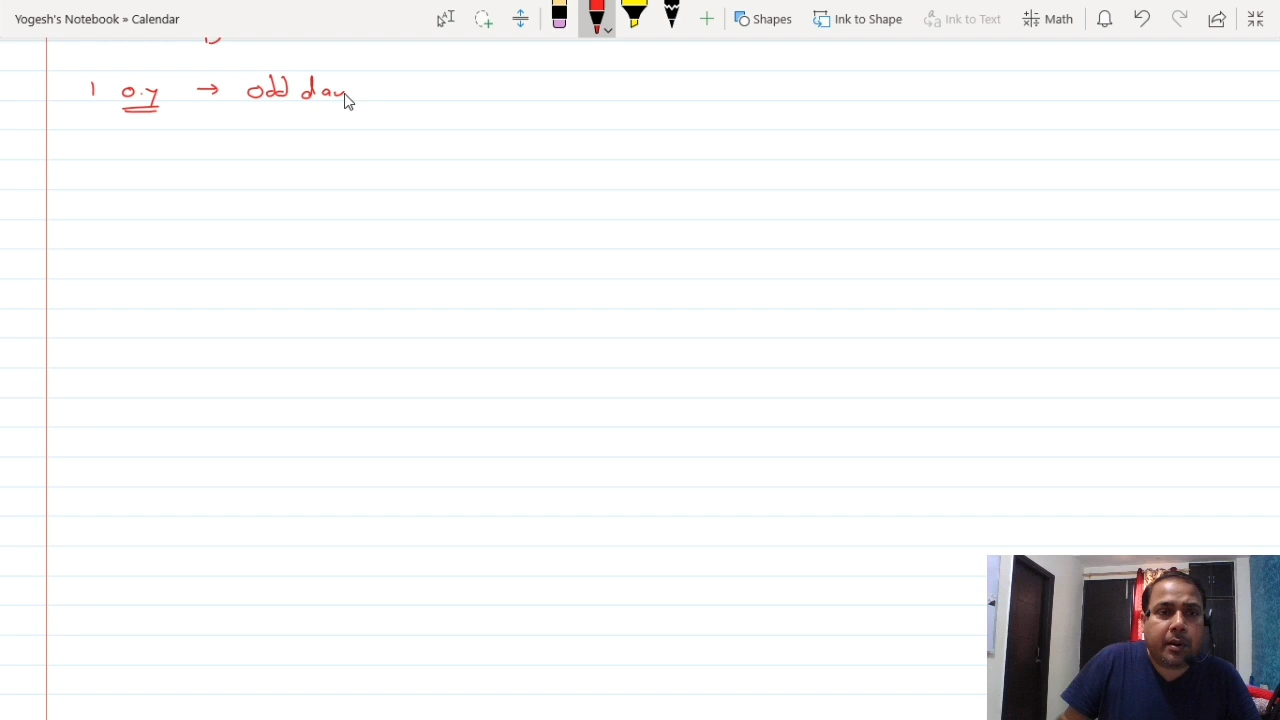 Yogesh's Notebook » Calendar
Shapes
Ink to Shape
Ink to Text
Math
1 o.y → odd day